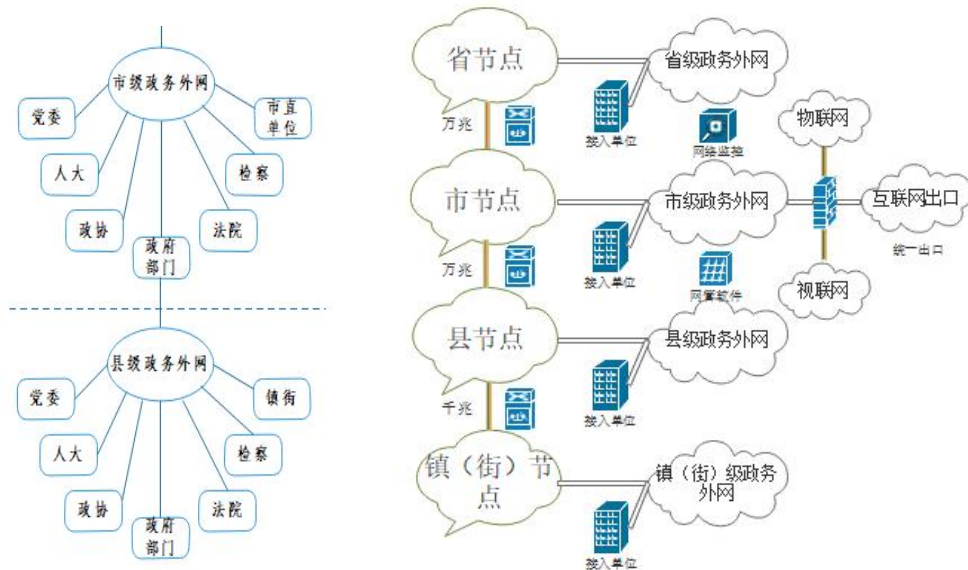 市级政务外网
党委
市直
单位
人大
检察
政协
法院
政府
部门
县级政务外网
党委
镇街
人大
检察
政协
法院
政府
部门
省节点
省级政务外网
万兆
接入单位
网络监控
物联网
市节点
市级政务外网
互联网出口
统一出口
万兆
接入单位
网管软件
视联网
县节点
县级政务外网
千兆
接入单位
镇（街）节
点
镇（街）级政务
外网
接入单位